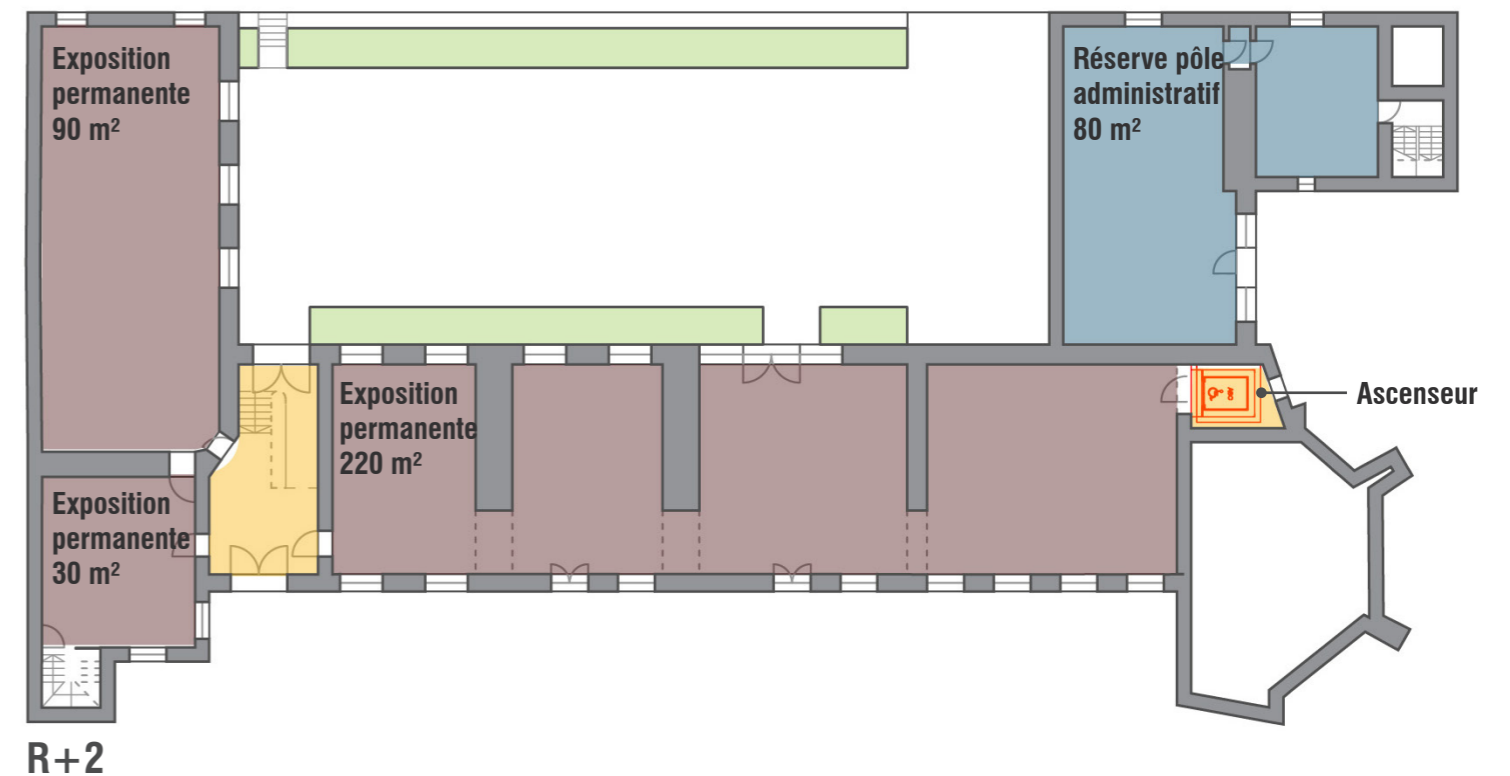 Exposition
permanente
90 m²
Réserve pôle
administratif
80 m²
Exposition
permanente
220 m²
Ascenseur
Exposition
permanente
30 m²
R+2